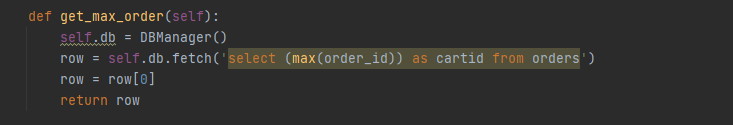 def get_max_order(self):
    self.db = DBManager()
    row = self.db.fetch('select (max(order_id)) as cartid from orders')
    row = row[0]
    return row